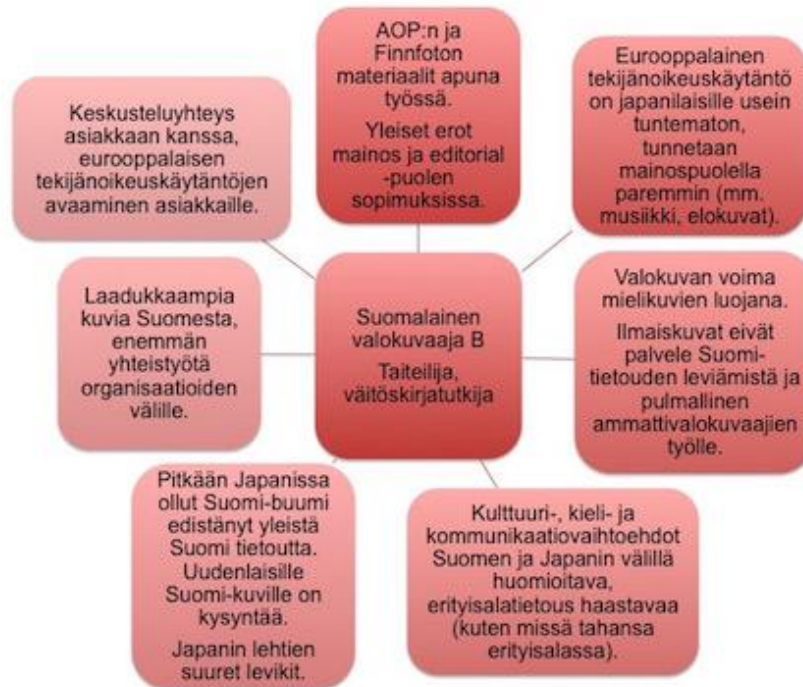 AOP:n ja
Finnfoton
materiaalit apuna
työssä.
Yleiset erot
mainos ja editorial
-puolen
sopimuksissa.
Eurooppalainen
tekijänoikeuskäytäntö
on japanilaisille usein
tuntematon,
tunnetaan
mainospuolella
paremmin (mm.
musiikki, elokuvat).
Valokuvan voima
mielikuvien luojana.
Ilmaiskuvat eivät
palvele Suomi-
tietouden leviämistä ja
pulmallinen
ammattivalokuvaajien
työlle.
Kulttuuri-, kieli- ja
kommunikaatiovaihtoehdot
Suomen ja Japanin välillä
huomioitava,
erityisalatietous haastavaa
(kuten missä tahansa
erityisalassa).
Pitkään Japanissa
ollut Suomi-buumi
edistänyt yleistä
Suomi tietoutta.
Uudenlaisille
Suomi-kuville on
kysyntää.
Japanin lehtien
suuret levikit.
Laadukkaampia
kuvia Suomesta,
enemmän
yhteistyötä
organisaatioiden
välille.
Keskusteluyhteys
asiakkaan kanssa,
eurooppalaisen
tekijänoikeuskäytäntöjen
avaaminen asiakkaille.
Suomalainen
valokuvaaja B
Taiteilija,
väitöskirjatutkija